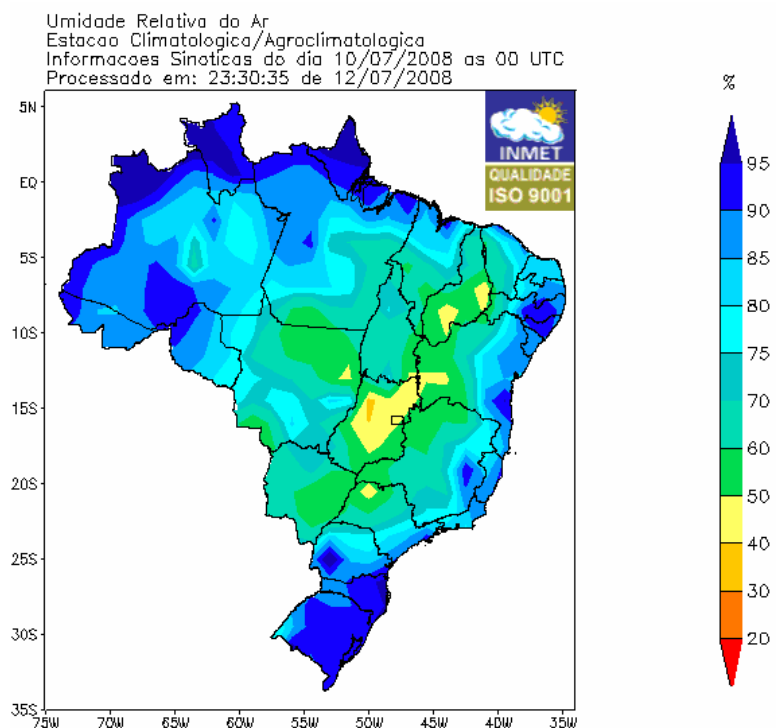 Umidade Relativa do Ar
Estacao Climatologica/Agroclimatologica
Informacoes Sinoticas do dia 10/07/2008 as 00 UTC
Processado em: 23:30:35 de 12/07/2008
%
INMET
QUALIDADE
ISO 9001
5N
EQ
5S
10S
15S
20S
25S
30S
35S
75W 70W 65W 60W 55W 50W 45W 40W 35W
95
90
85
80
75
70
60
50
40
30
20